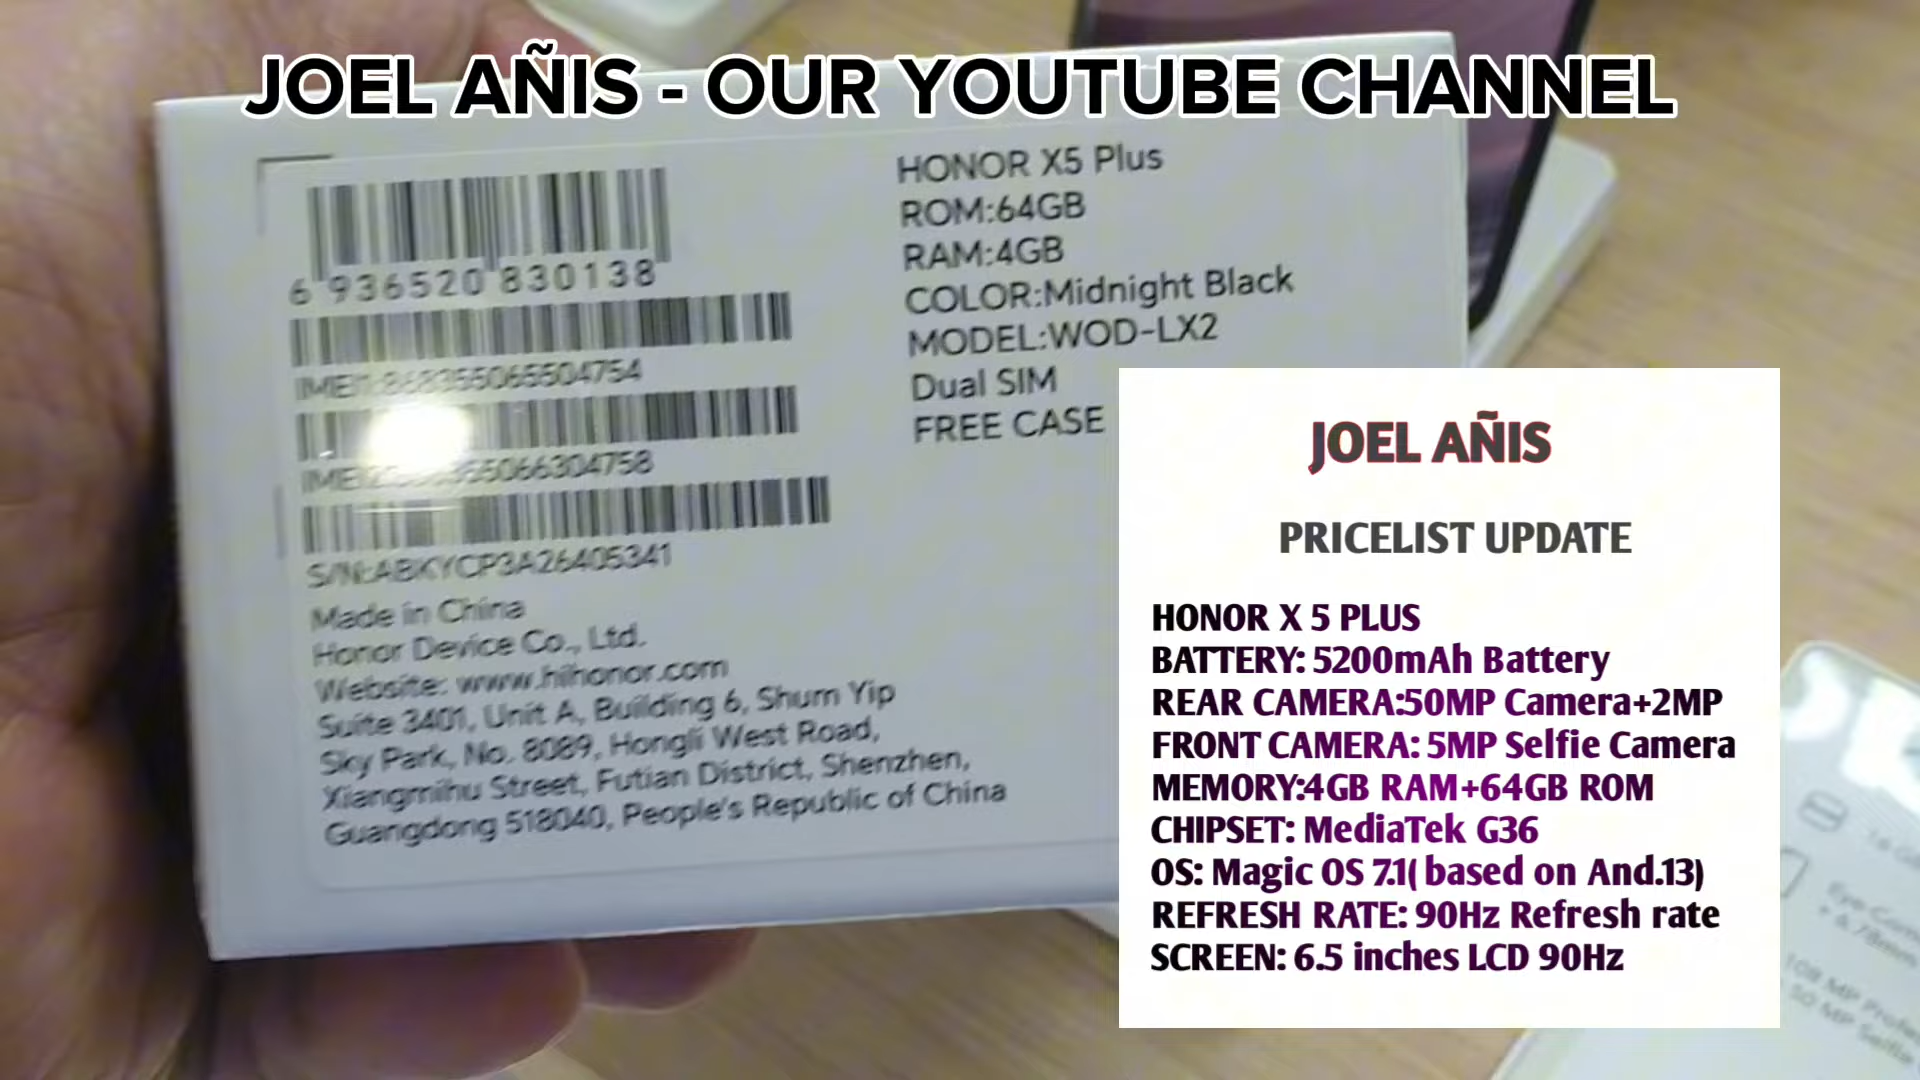 JOEL AÑIS - OUR YOUTUBE CHANNEL
6 936520 830138
IMEI1:868355065504754
55066304758
S/N:ABKYCP3A26405341
Made in China
Honor Device Co., Ltd.
Website: www.hihonor.com
Suite 3401, Unit A, Building 6, Shum Yip
Sky Park, No. 8089, Hongli West Road,
Xiangmihu Street, Futian District, Shenzhen,
Guangdong 518040, People's Republic of China
HONOR X5 Plus
ROM:64GB
RAM:4GB
COLOR:Midnight Black
MODEL:WOD-LX2
Dual SIM
FREE CASE
JOEL AÑIS
PRICELIST UPDATE
HONOR X 5 PLUS
BATTERY: 5200mAh Battery
REAR CAMERA:50MP Camera+2MP
FRONT CAMERA: 5MP Selfie Camera
MEMORY:4GB RAM+64GB ROM
CHIPSET: MediaTek G36
OS: Magic OS 7.1( based on And.13)
REFRESH RATE: 90Hz Refresh rate
SCREEN: 6.5 inches LCD 90Hz